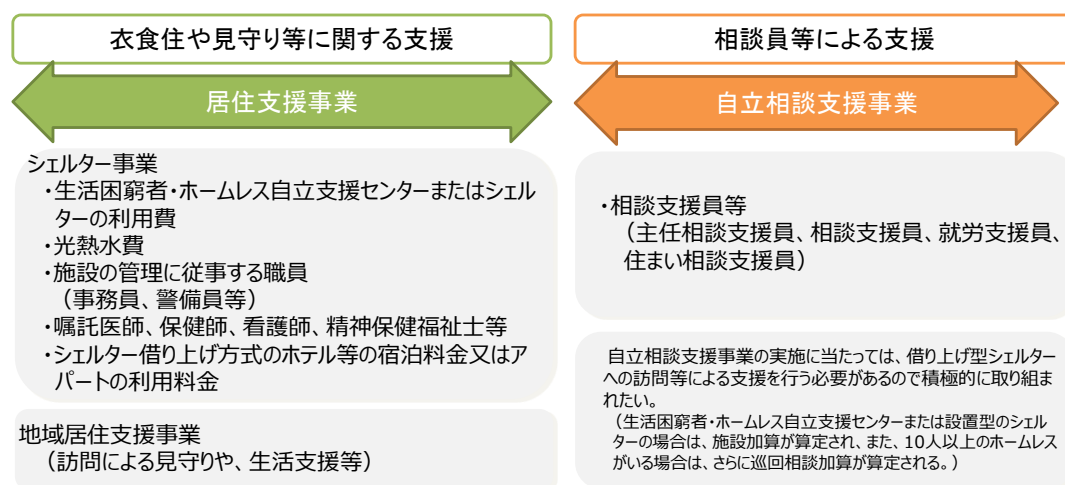 衣食住や見守り等に関する支援
居住支援事業
シェルター事業
・生活困窮者・ホームレス自立支援センターまたはシェル
ターの利用費
・光熱水費
・施設の管理に従事する職員
（事務員、警備員等）
・嘱託医師、保健師、看護師、精神保健福祉士等
・シェルター借り上げ方式のホテル等の宿泊料金又はア
パートの利用料金
地域居住支援事業
（訪問による見守りや、生活支援等）
相談員等による支援
自立相談支援事業
・相談支援員等
（主任相談支援員、相談支援員、就労支援員、
住まい相談支援員）
自立相談支援事業の実施に当たっては、借り上げ型シェルター
への訪問等による支援を行う必要があるので積極的に取り組ま
れたい。
（生活困窮者・ホームレス自立支援センターまたは設置型のシェル
ターの場合は、施設加算が算定され、また、10人以上のホームレス
がいる場合は、さらに巡回相談加算が算定される。）